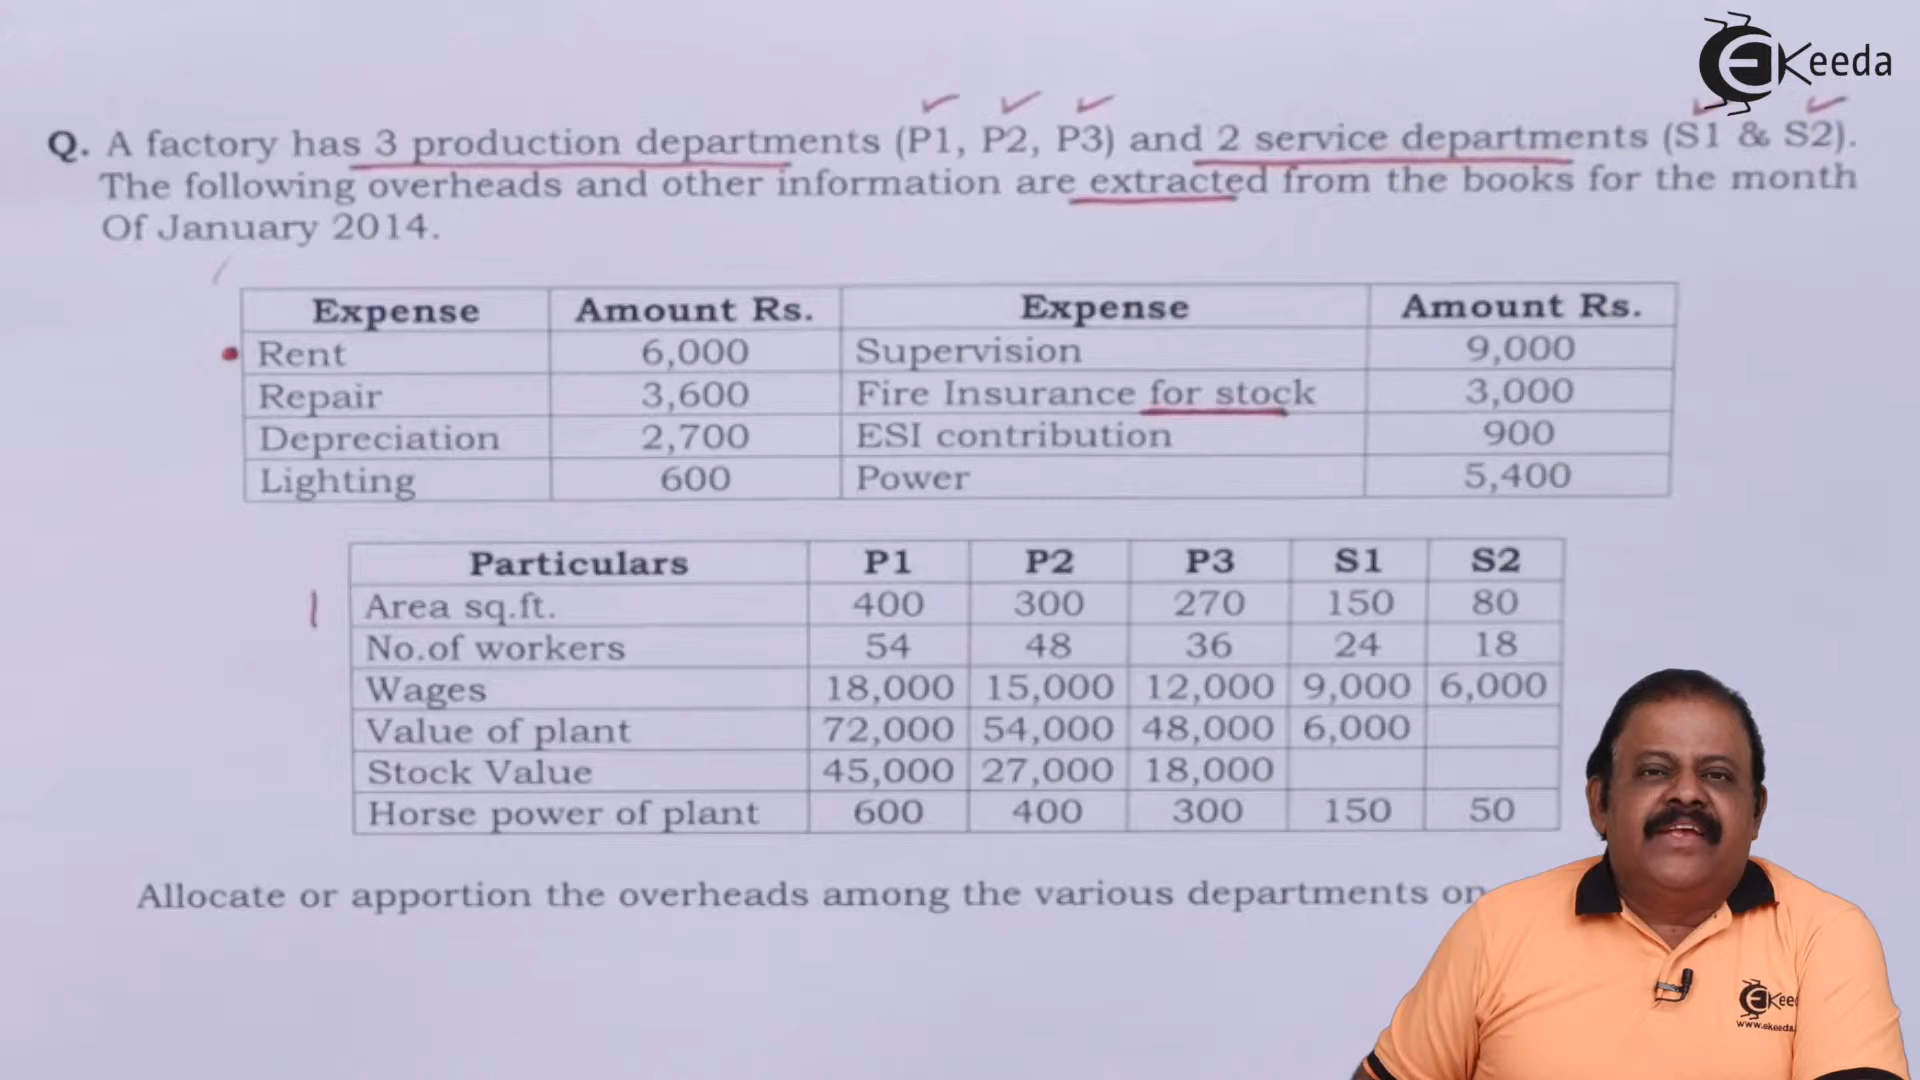 Keeda
Q. A factory has 3 production departments (P1, P2, P3) and 2 service departments (S1 & S2).
The following overheads and other information are extracted from the books for the month
Of January 2014.
Expense Amount Rs. Expense Amount Rs.
Rent 6,000 Supervision 9,000
Repair 3,600 Fire Insurance for stock 3,000
Depreciation 2,700 ESI contribution 900
Lighting 600 Power 5,400
Particulars P1 P2 P3 S1 S2
Area sq.ft. 400 300 270 150 80
No.of workers 54 48 36 24 18
Wages 18,000 15,000 12,000 9,000 6,000
Value of plant 72,000 54,000 48,000 6,000
Stock Value 45,000 27,000 18,000
Horse power of plant 600 400 300 150 50
Allocate or apportion the overheads among the various departments on
Kee
www.ekeeda.